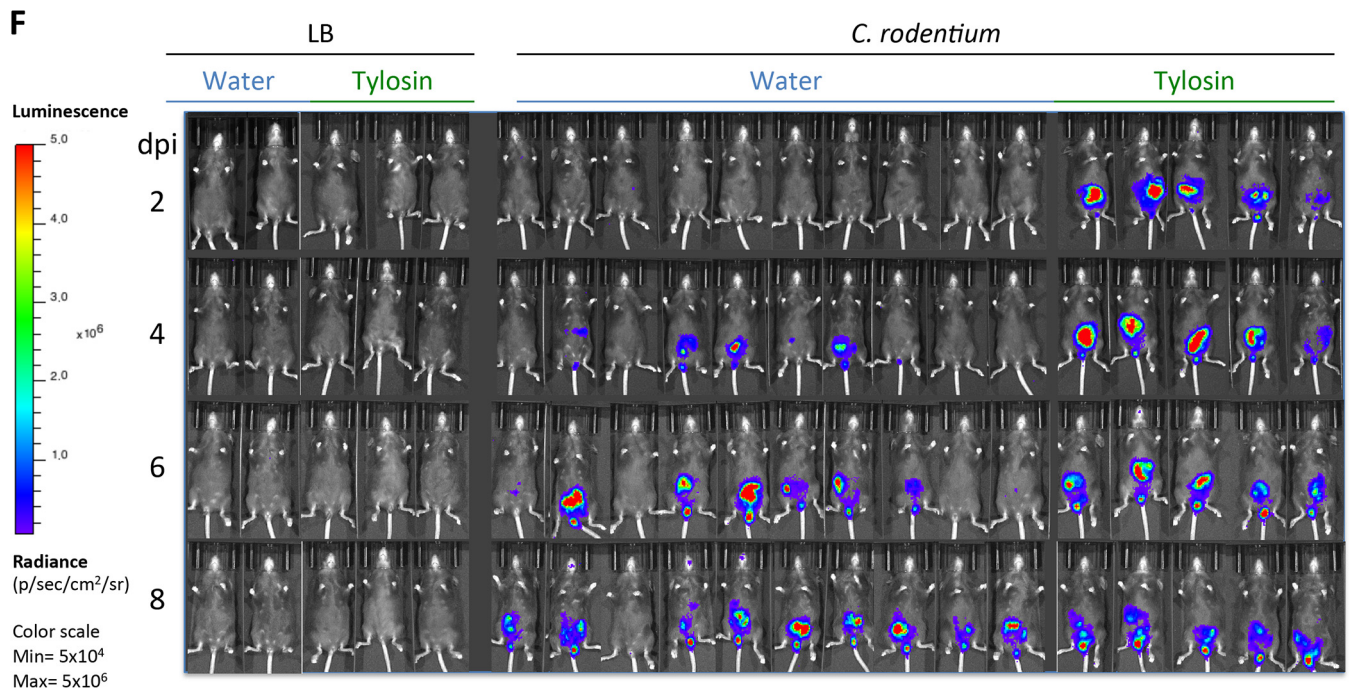 F
LB
C. rodentium
Water
Tylosin
Water
Tylosin
Luminescence
5.0
4.0
3.0
x10⁶
2.0
1.0
dpi
2
4
6
8
Radiance
(p/sec/cm²/sr)
Color scale
Min= 5x10⁴
Max= 5x10⁶